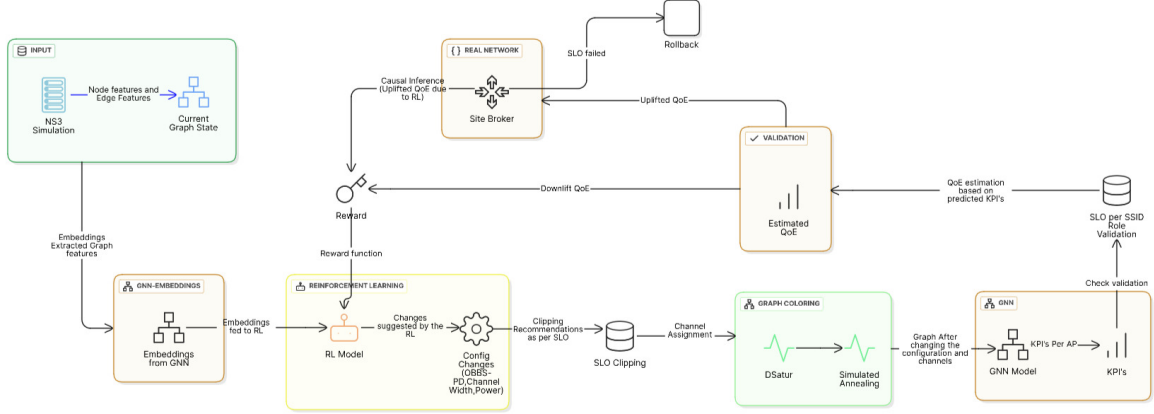 INPUT
NS3
Simulation
Node features and
Edge Features
Current
Graph State
Embeddings
Extracted Graph
features
GNN-EMBEDDINGS
Embeddings
from GNN
Embeddings
fed to RL
REINFORCEMENT LEARNING
RL Model
Changes
suggested by the
RL
Config
Changes
(OBBS-
PD,Channel
Width,Power)
Clipping
Recommendations
as per SLO
SLO Clipping
Channel
Assignment
GRAPH COLORING
DSatur
Simulated
Annealing
Graph After
changing the
configuration and
channels
GNN
GNN Model
KPI's Per AP
KPI's
Check validation
SLO per SSID
Role
Validation
QoE estimation
based on
predicted KPI's
VALIDATION
Estimated
QoE
Uplifted QoE
Downlift QoE
REAL NETWORK
Site Broker
SLO failed
Rollback
Causal Inference
(Uplifted QoE due
to RL)
Reward
Reward function